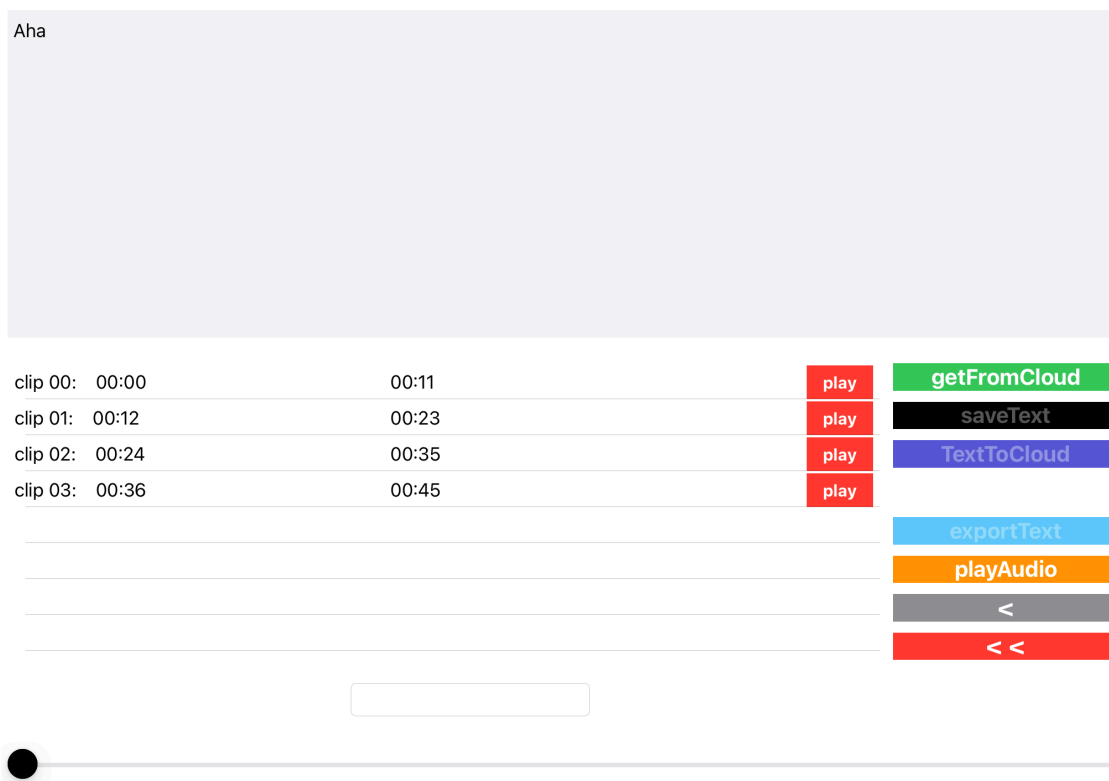 Aha
clip 00: 00:00 00:11 play
clip 01: 00:12 00:23 play
clip 02: 00:24 00:35 play
clip 03: 00:36 00:45 play
getFromCloud
saveText
TextToCloud
exportText
playAudio
<
< <